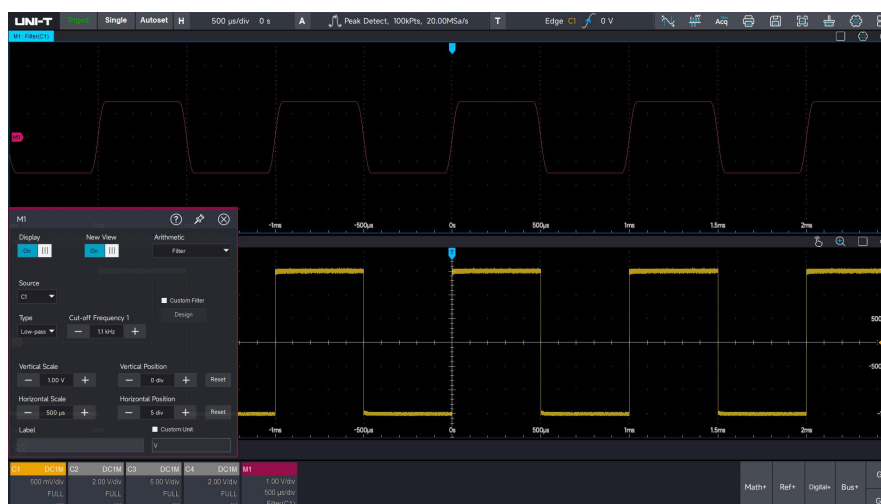 UNI-T Triged Single Autoset H 500 μs/div 0 s A Peak Detect, 100kPts, 20.00MSa/s T Edge C1 0 V Acq
M1 : Filter(C1)
T
M1
-1ms -500μs 0s 500μs 1ms 1.5ms 2ms
M1
Display New View Arithmetic
On On Filter
Source
C1
Custom Filter
Type Cut-off Frequency 1 Design
Low-pass 1.1 kHz
Vertical Scale Vertical Position
1.00 V 0 div Reset
Horizontal Scale Horizontal Position
500 μs 5 div Reset
Label Custom Unit
V
T
500
-500
-1ms -500μs 0s 500μs 1ms 1.5ms 2ms
C1 DC1M C2 DC1M C3 DC1M C4 DC1M M1
500 mV/div 2.00 V/div 5.00 V/div 2.00 V/div 1.00 V/div
FULL FULL FULL FULL 500 μs/div
Filter(C1)
Math+ Ref+ Digital+ Bus+ G
G